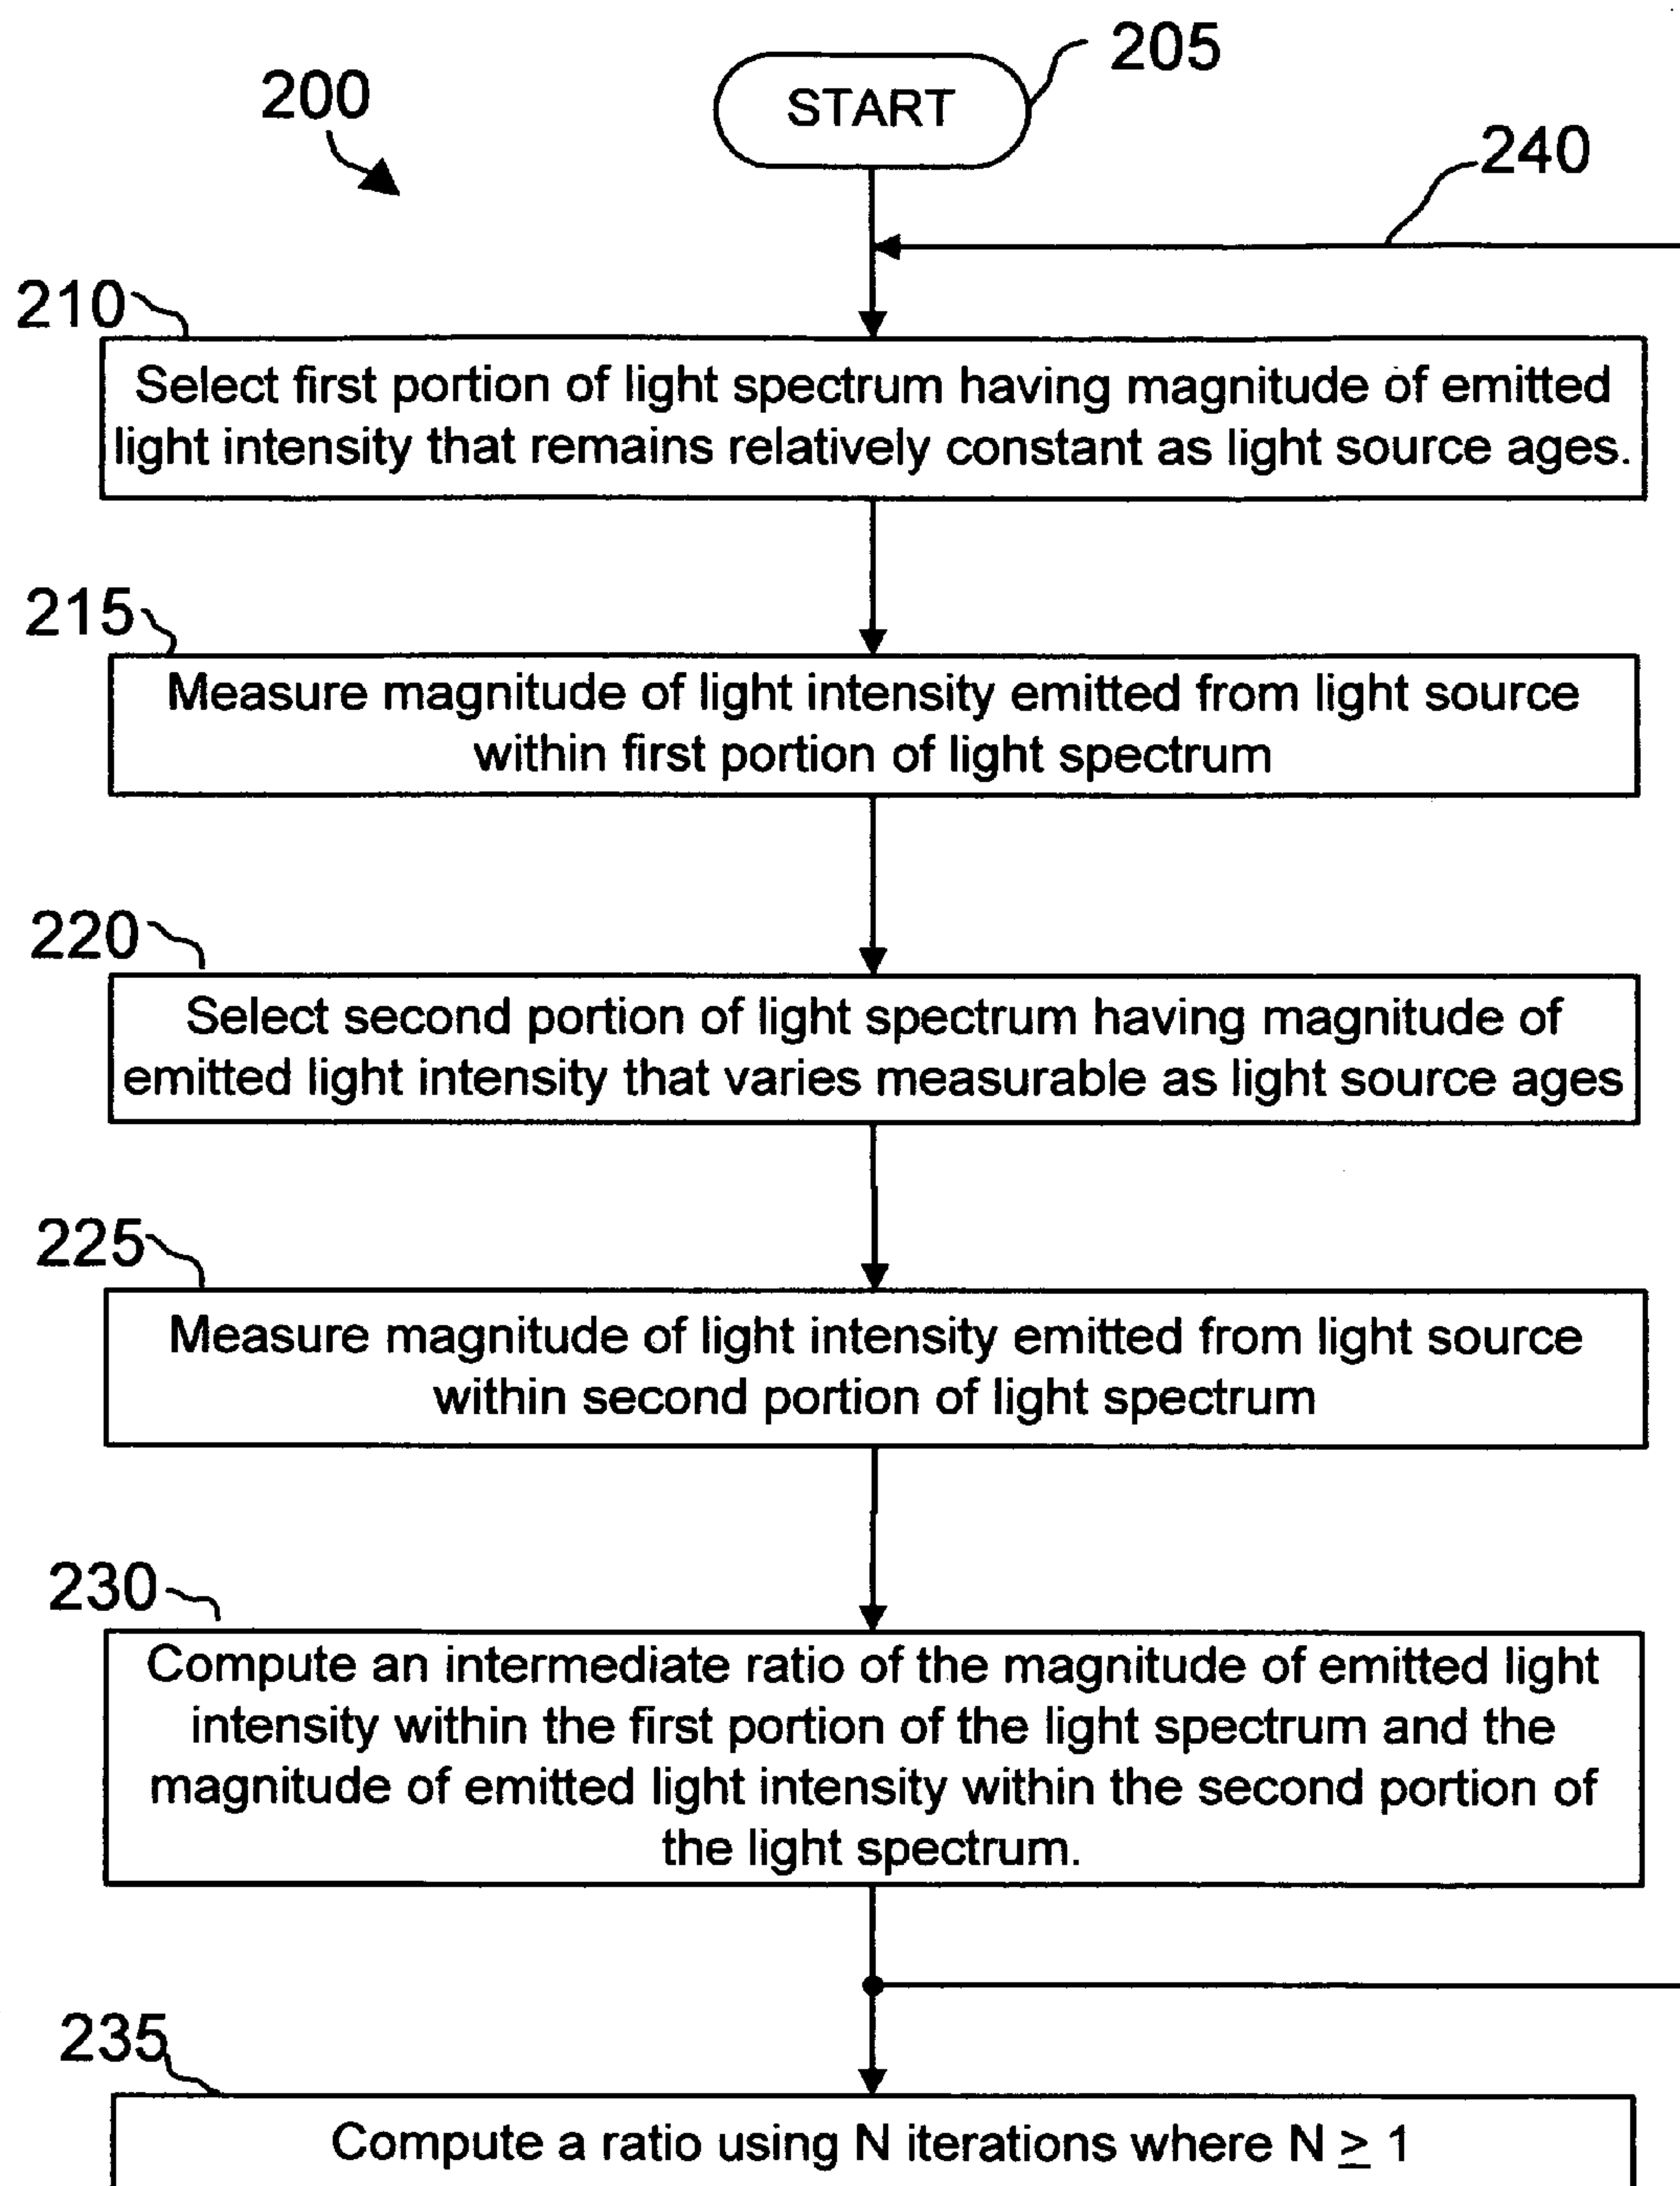 205
START
200
240
210
Select first portion of light spectrum having magnitude of emitted
light intensity that remains relatively constant as light source ages.
215
Measure magnitude of light intensity emitted from light source
within first portion of light spectrum
220
Select second portion of light spectrum having magnitude of
emitted light intensity that varies measurable as light source ages
225
Measure magnitude of light intensity emitted from light source
within second portion of light spectrum
230
Compute an intermediate ratio of the magnitude of emitted light
intensity within the first portion of the light spectrum and the
magnitude of emitted light intensity within the second portion of
the light spectrum.
235
Compute a ratio using N iterations where N ≥ 1